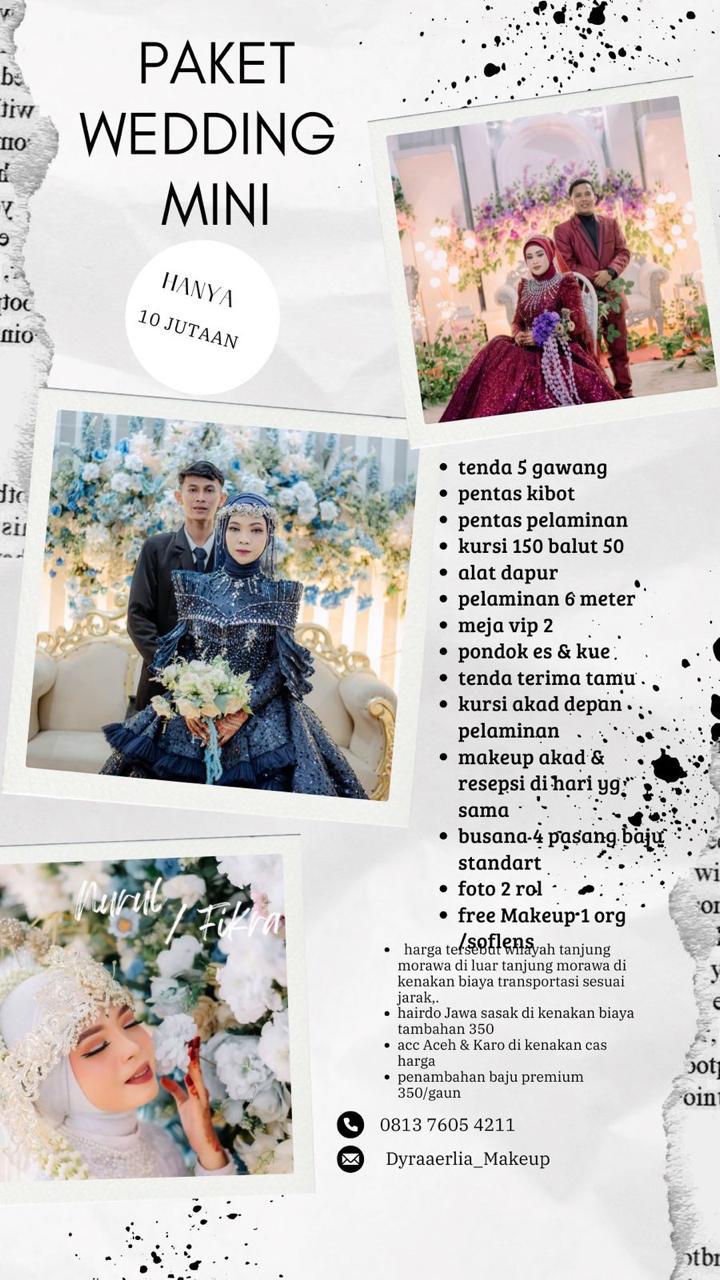 PAKET
WEDDING
MINI
HANYA
10 JUTAAN
tenda 5 gawang
pentas kibot
pentas pelaminan
kursi 150 balut 50
alat dapur
pelaminan 6 meter
meja vip 2
pondok es & kue
tenda terima tamu
kursi akad depan
pelaminan
makeup akad &
resepsi di hari yg
sama
busana 4 pasang baju
standart
foto 2 rol
free Makeup 1 org
/soflens
harga tersebut wilayah tanjung
morawa di luar tanjung morawa di
kenakan biaya transportasi sesuai
jarak,.
hairdo Jawa sasak di kenakan biaya
tambahan 350
acc Aceh & Karo di kenakan cas
harga
penambahan baju premium
350/gaun
0813 7605 4211
Dyraaerlia_Makeup
Nurul
/ Fikra